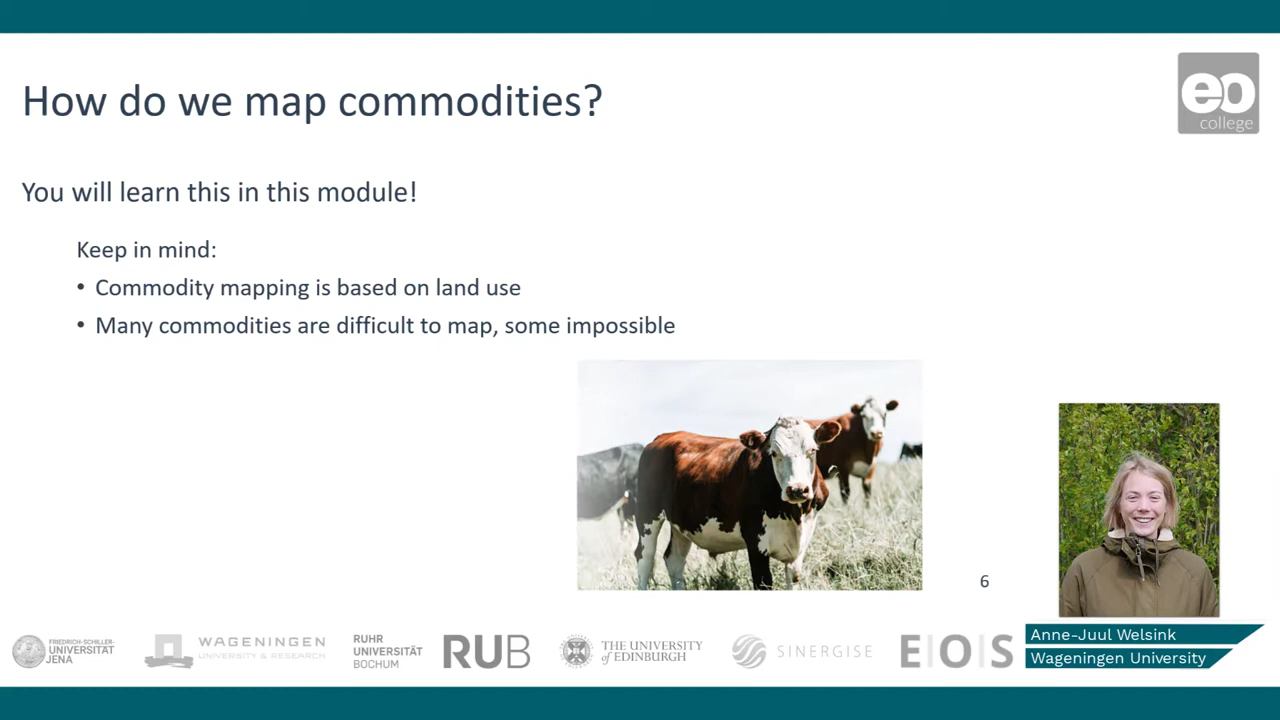 How do we map commodities?
eo
college
You will learn this in this module!
Keep in mind:
• Commodity mapping is based on land use
• Many commodities are difficult to map, some impossible
6
FRIEDRICH-SCHILLER-
UNIVERSITÄT
JENA
WAGENINGEN
UNIVERSITY & RESEARCH
RUHR
UNIVERSITÄT
BOCHUM
RUB
THE UNIVERSITY
of EDINBURGH
SINERGISE
E|O|S
Anne-Juul Welsink
Wageningen University